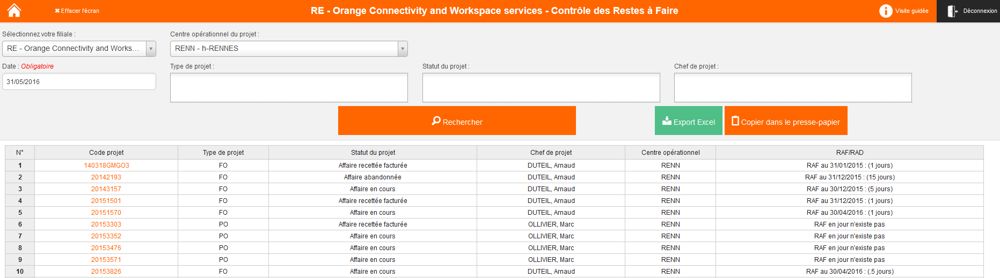 ✖ Effacer l'écran RE - Orange Connectivity and Workspace services - Contrôle des Restes à Faire Visite guidée Déconnexion
Sélectionnez votre filiale : Centre opérationnel du projet :
RE - Orange Connectivity and Works... RENN - h-RENNES
Date : Obligatoire Type de projet : Statut du projet : Chef de projet :
31/05/2016
Rechercher Export Excel Copier dans le presse-papier
N° Code projet Type de projet Statut du projet Chef de projet Centre opérationnel RAF/RAD
1 140318GMGO3 FO Affaire recettée facturée DUTEIL, Arnaud RENN RAF au 31/01/2015 : (1 jours)
2 20142193 FO Affaire abandonnée DUTEIL, Arnaud RENN RAF au 31/12/2015 : (15 jours)
3 20143157 FO Affaire en cours DUTEIL, Arnaud RENN RAF au 30/12/2015 : (5 jours)
4 20151501 FO Affaire recettée facturée DUTEIL, Arnaud RENN RAF au 31/12/2015 : (1 jours)
5 20151570 FO Affaire en cours DUTEIL, Arnaud RENN RAF au 30/04/2016 : (1 jours)
6 20153303 PO Affaire recettée facturée OLLIVIER, Marc RENN RAF en jour n'existe pas
7 20153352 PO Affaire en cours OLLIVIER, Marc RENN RAF en jour n'existe pas
8 20153476 PO Affaire en cours OLLIVIER, Marc RENN RAF en jour n'existe pas
9 20153571 PO Affaire en cours OLLIVIER, Marc RENN RAF en jour n'existe pas
10 20153826 FO Affaire en cours DUTEIL, Arnaud RENN RAF au 30/04/2016 : (.5 jours)